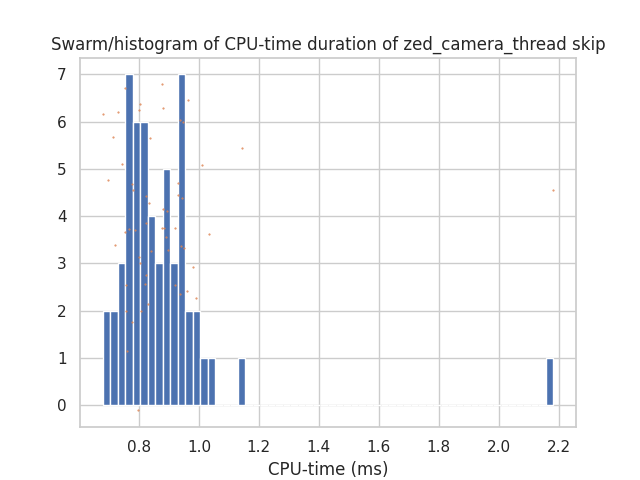 Swarm/histogram of CPU-time duration of zed_camera_thread skip
7
6
5
4
3
2
1
0
0.8 1.0 1.2 1.4 1.6 1.8 2.0 2.2
CPU-time (ms)